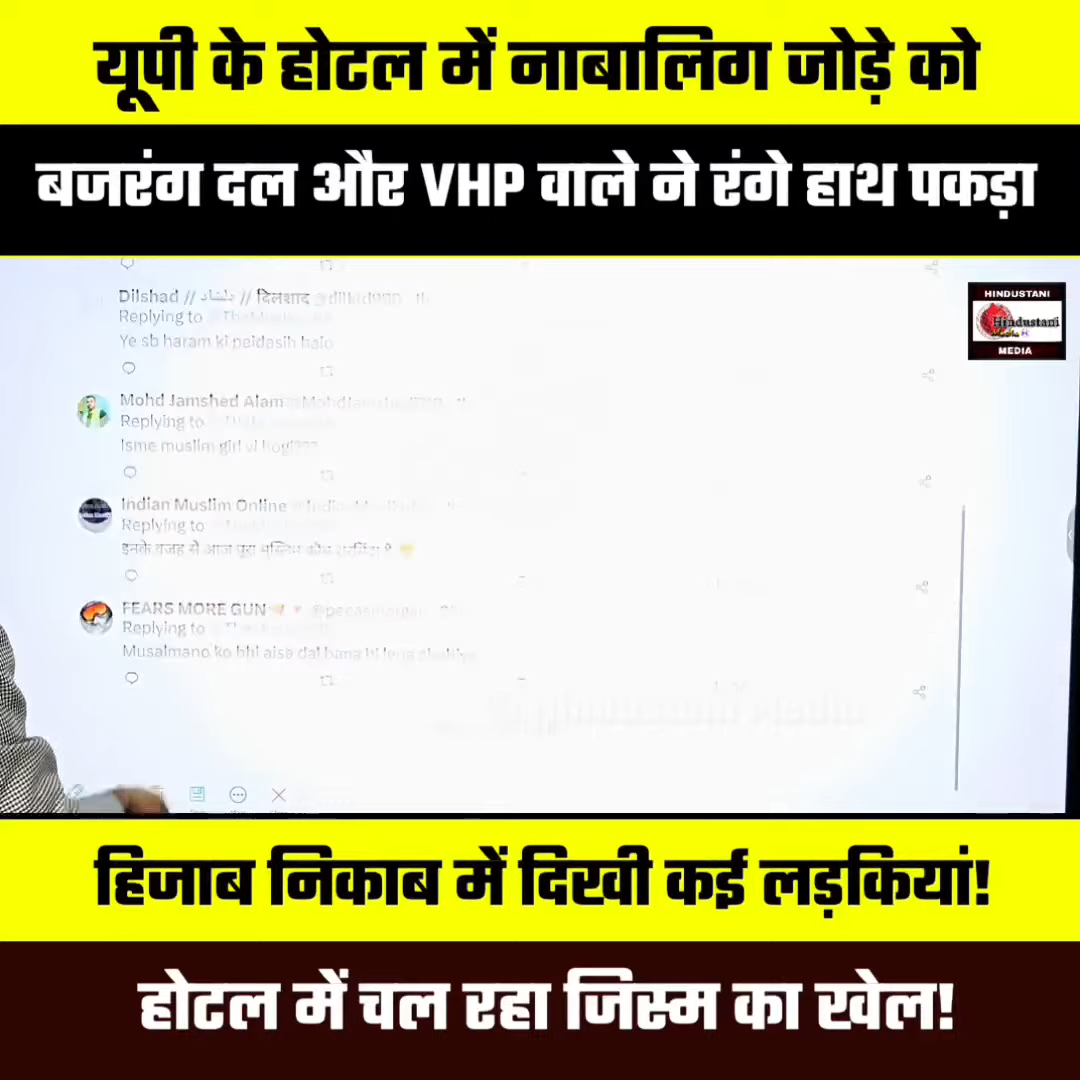 यूपी के होटल में नाबालिग जोड़े को
बजरंग दल और VHP वाले ने रंगे हाथ पकड़ा
HINDUSTANI
Hindustani
MEDIA
Dilshad // دلشاد // दिलशाद
Replying to
Ye sb haram ki paidasih haio
Mohd Jamshed Alam
Replying to
Isme muslim girl vi hogi???
Indian Muslim Online
Replying to
इनके वजह से आज पूरा मुस्लिम कौम शर्मिंदा है
FEARS MORE GUN
Replying to
Musalmano ko bhi aisa dal bana hi lena chahiye
हिजाब निकाब में दिखी कई लड़कियां!
होटल में चल रहा जिस्म का खेल!